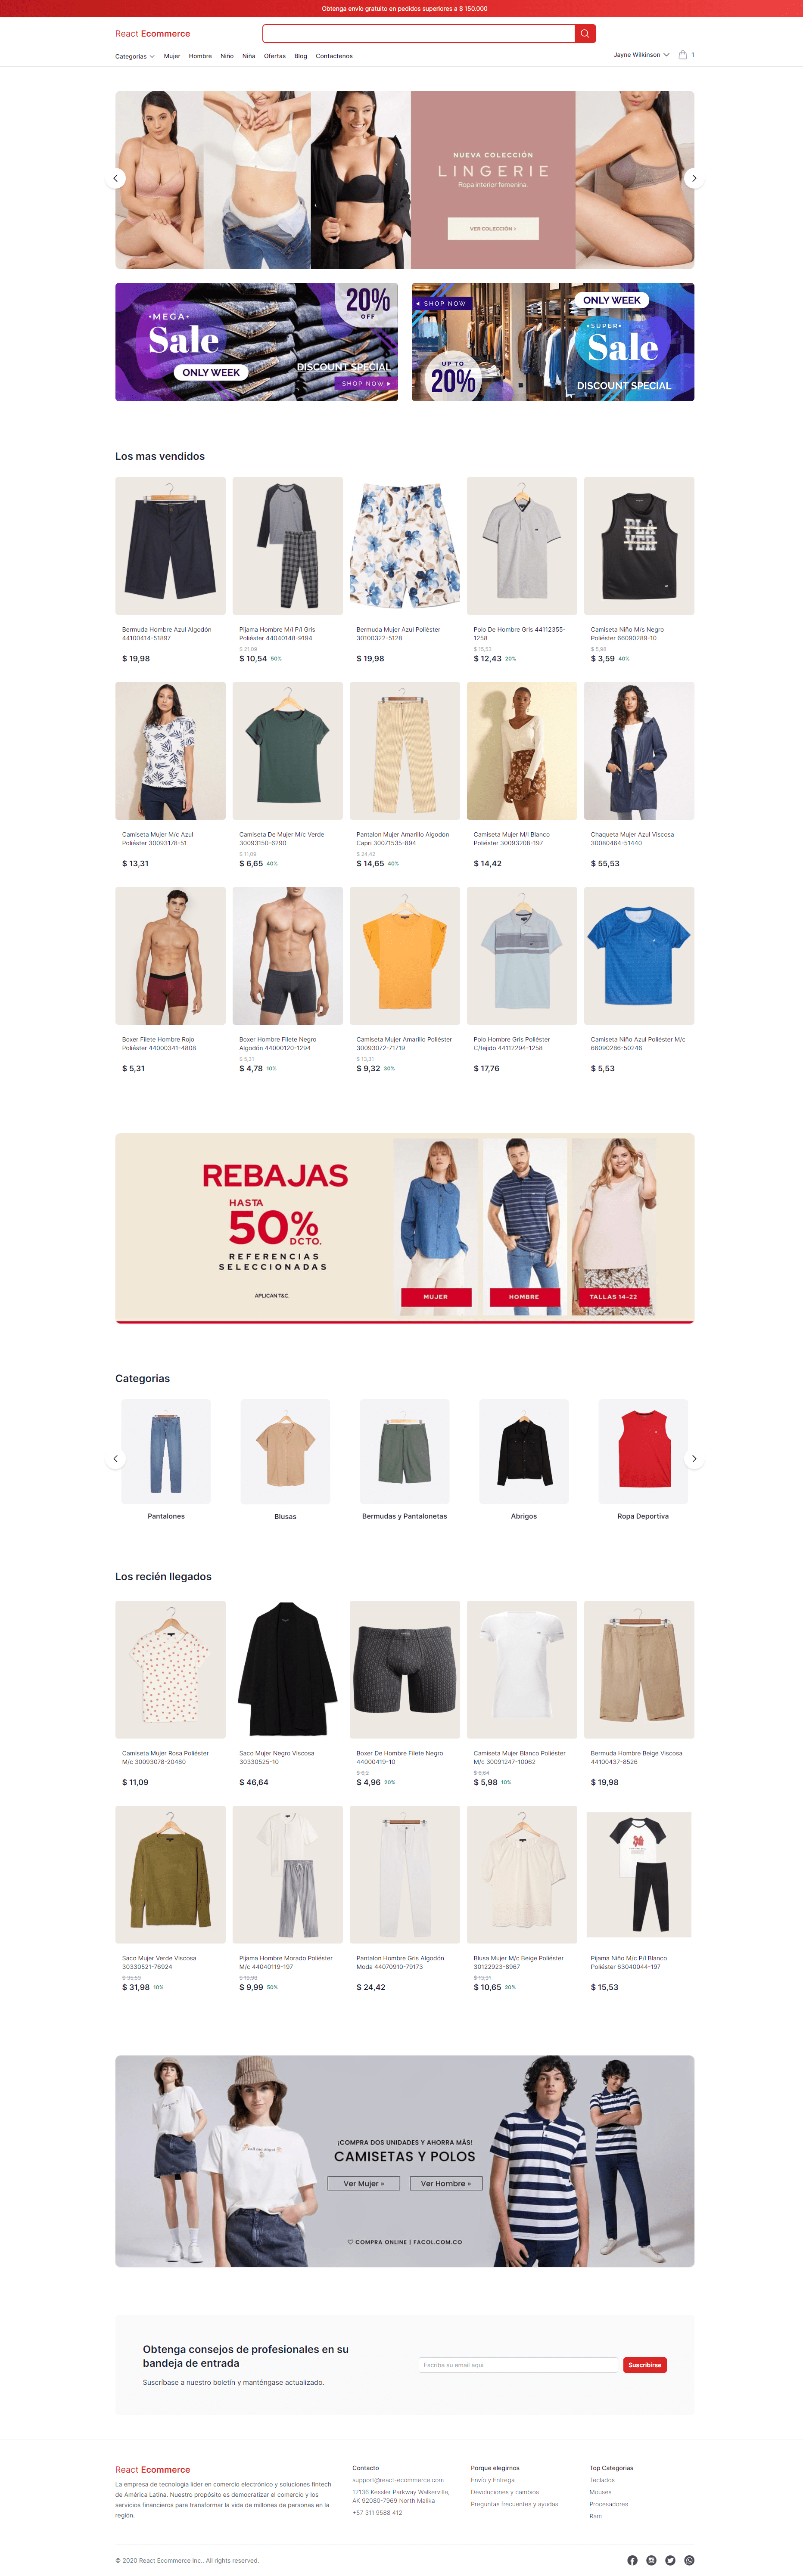 Obtenga envío gratuito en pedidos superiores a $ 150.000
React Ecommerce
Categorias Mujer Hombre Niño Niña Ofertas Blog Contactenos
Jayne Wilkinson 1
NUEVA COLECCIÓN
LINGERIE
Ropa interior femenina.
VER COLECCIÓN
•MEGA•
Sale
ONLY WEEK
20%
OFF
DISCOUNT SPECIAL
SHOP NOW
SHOP NOW
ONLY WEEK
•SUPER•
Sale
UP TO
20%
DISCOUNT SPECIAL
Los mas vendidos
PLA
YER
Bermuda Hombre Azul Algodón
44100414-51897
$ 19,98
Pijama Hombre M/l P/l Gris
Poliéster 44040148-9194
$ 21,09
$ 10,54 50%
Bermuda Mujer Azul Poliéster
30100322-5128
$ 19,98
Polo De Hombre Gris 44112355-
1258
$ 15,53
$ 12,43 20%
Camiseta Niño M/s Negro
Poliéster 66090289-10
$ 5,98
$ 3,59 40%
Camiseta Mujer M/c Azul
Poliéster 30093178-51
$ 13,31
Camiseta De Mujer M/c Verde
30093150-6290
$ 11,09
$ 6,65 40%
Pantalon Mujer Amarillo Algodón
Capri 30071535-894
$ 24,42
$ 14,65 40%
Camiseta Mujer M/l Blanco
Poliéster 30093208-197
$ 14,42
Chaqueta Mujer Azul Viscosa
30080464-51440
$ 55,53
Boxer Filete Hombre Rojo
Poliéster 44000341-4808
$ 5,31
Boxer Hombre Filete Negro
Algodón 44000120-1294
$ 5,31
$ 4,78 10%
Camiseta Mujer Amarillo Poliéster
30093072-71719
$ 13,31
$ 9,32 30%
Polo Hombre Gris Poliéster
C/tejido 44112294-1258
$ 17,76
Camiseta Niño Azul Poliéster M/c
66090286-50246
$ 5,53
REBAJAS
HASTA
50%
DCTO.
REFERENCIAS
SELECCIONADAS
APLICAN T&C.
MUJER
HOMBRE
TALLAS 14-22
Categorias
Pantalones
Blusas
Bermudas y Pantalonetas
Abrigos
Ropa Deportiva
Los recién llegados
Camiseta Mujer Rosa Poliéster
M/c 30093078-20480
$ 11,09
Saco Mujer Negro Viscosa
30330525-10
$ 46,64
Boxer De Hombre Filete Negro
44000419-10
$ 6,2
$ 4,96 20%
Camiseta Mujer Blanco Poliéster
M/c 30091247-10062
$ 6,64
$ 5,98 10%
Bermuda Hombre Beige Viscosa
44100437-8526
$ 19,98
Saco Mujer Verde Viscosa
30330521-76924
$ 35,53
$ 31,98 10%
Pijama Hombre Morado Poliéster
M/c 44040119-197
$ 19,98
$ 9,99 50%
Pantalon Hombre Gris Algodón
Moda 44070910-79173
$ 24,42
Blusa Mujer M/c Beige Poliéster
30122923-8967
$ 13,31
$ 10,65 20%
Pijama Niño M/c P/l Blanco
Poliéster 63040044-197
$ 15,53
¡COMPRA DOS UNIDADES Y AHORRA MÁS!
CAMISETAS Y POLOS
Ver Mujer »
Ver Hombre »
COMPRA ONLINE | FACOL.COM.CO
Obtenga consejos de profesionales en su
bandeja de entrada
Suscríbase a nuestro boletín y manténgase actualizado.
Escriba su email aqui
Suscribirse
React Ecommerce
La empresa de tecnología líder en comercio electrónico y soluciones fintech
de América Latina. Nuestro propósito es democratizar el comercio y los
servicios financieros para transformar la vida de millones de personas en la
región.
Contacto
support@react-ecommerce.com
12136 Kessler Parkway Walkerville,
AK 92080-7969 North Malika
+57 311 9588 412
Porque elegirnos
Envío y Entrega
Devoluciones y cambios
Preguntas frecuentes y ayudas
Top Categorias
Teclados
Mouses
Procesadores
Ram
© 2020 React Ecommerce Inc.. All rights reserved.